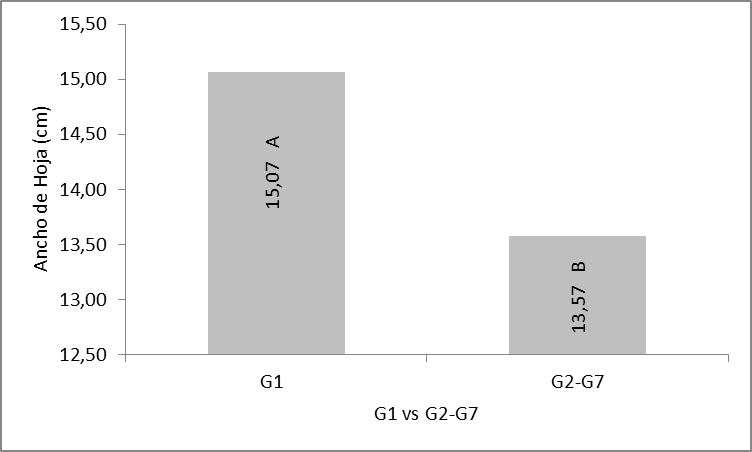 15,50
15,00
14,50
14,00
13,50
13,00
12,50
Ancho de Hoja (cm)
15,07 A
13,57 B
G1
G2-G7
G1 vs G2-G7